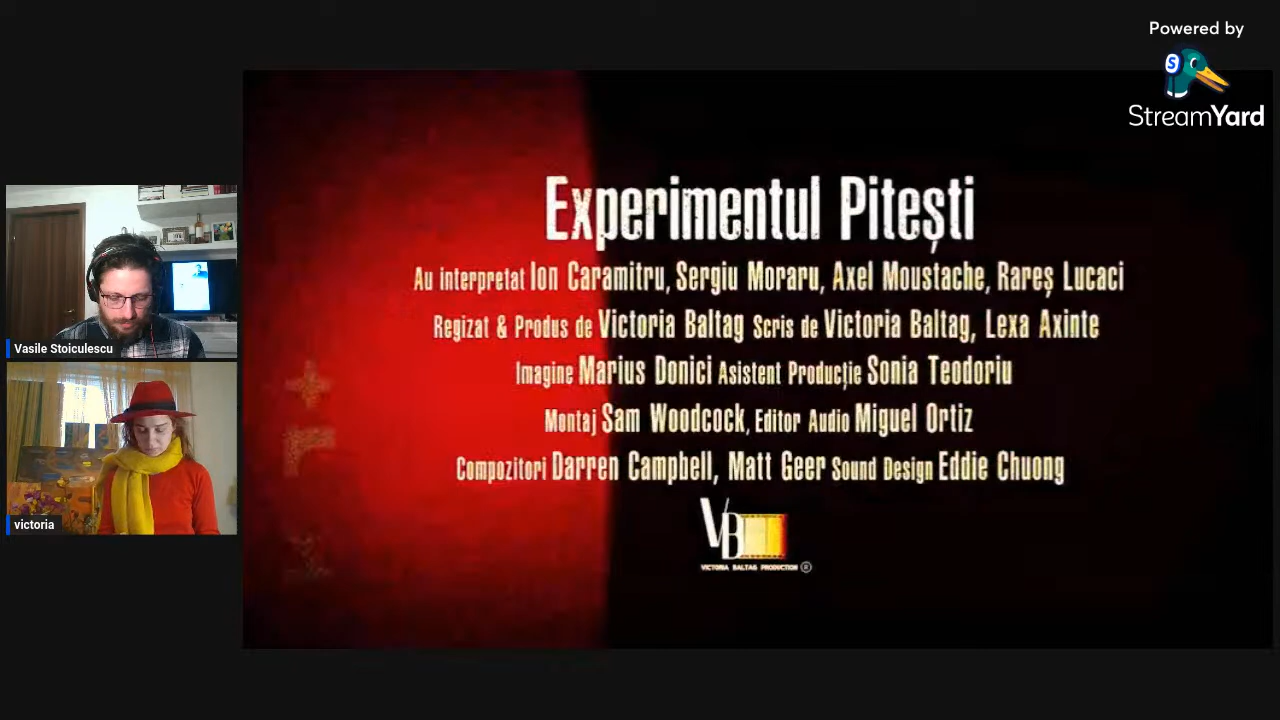 Powered by
StreamYard
Experimentul Pitești
Au interpretat Ion Caramitru, Sergiu Moraru, Axel Moustache, Rareș Lucaci
Regizat & Produs de Victoria Baltag Scris de Victoria Baltag, Lexa Axinte
Imagine Marius Donici Asistent Producție Sonia Teodoriu
Montaj Sam Woodcock, Editor Audio Miguel Ortiz
Compozitori Darren Campbell, Matt Geer Sound Design Eddie Chuong
VB
VICTORIA BALTAG PRODUCTION ®
Vasile Stoiculescu
victoria